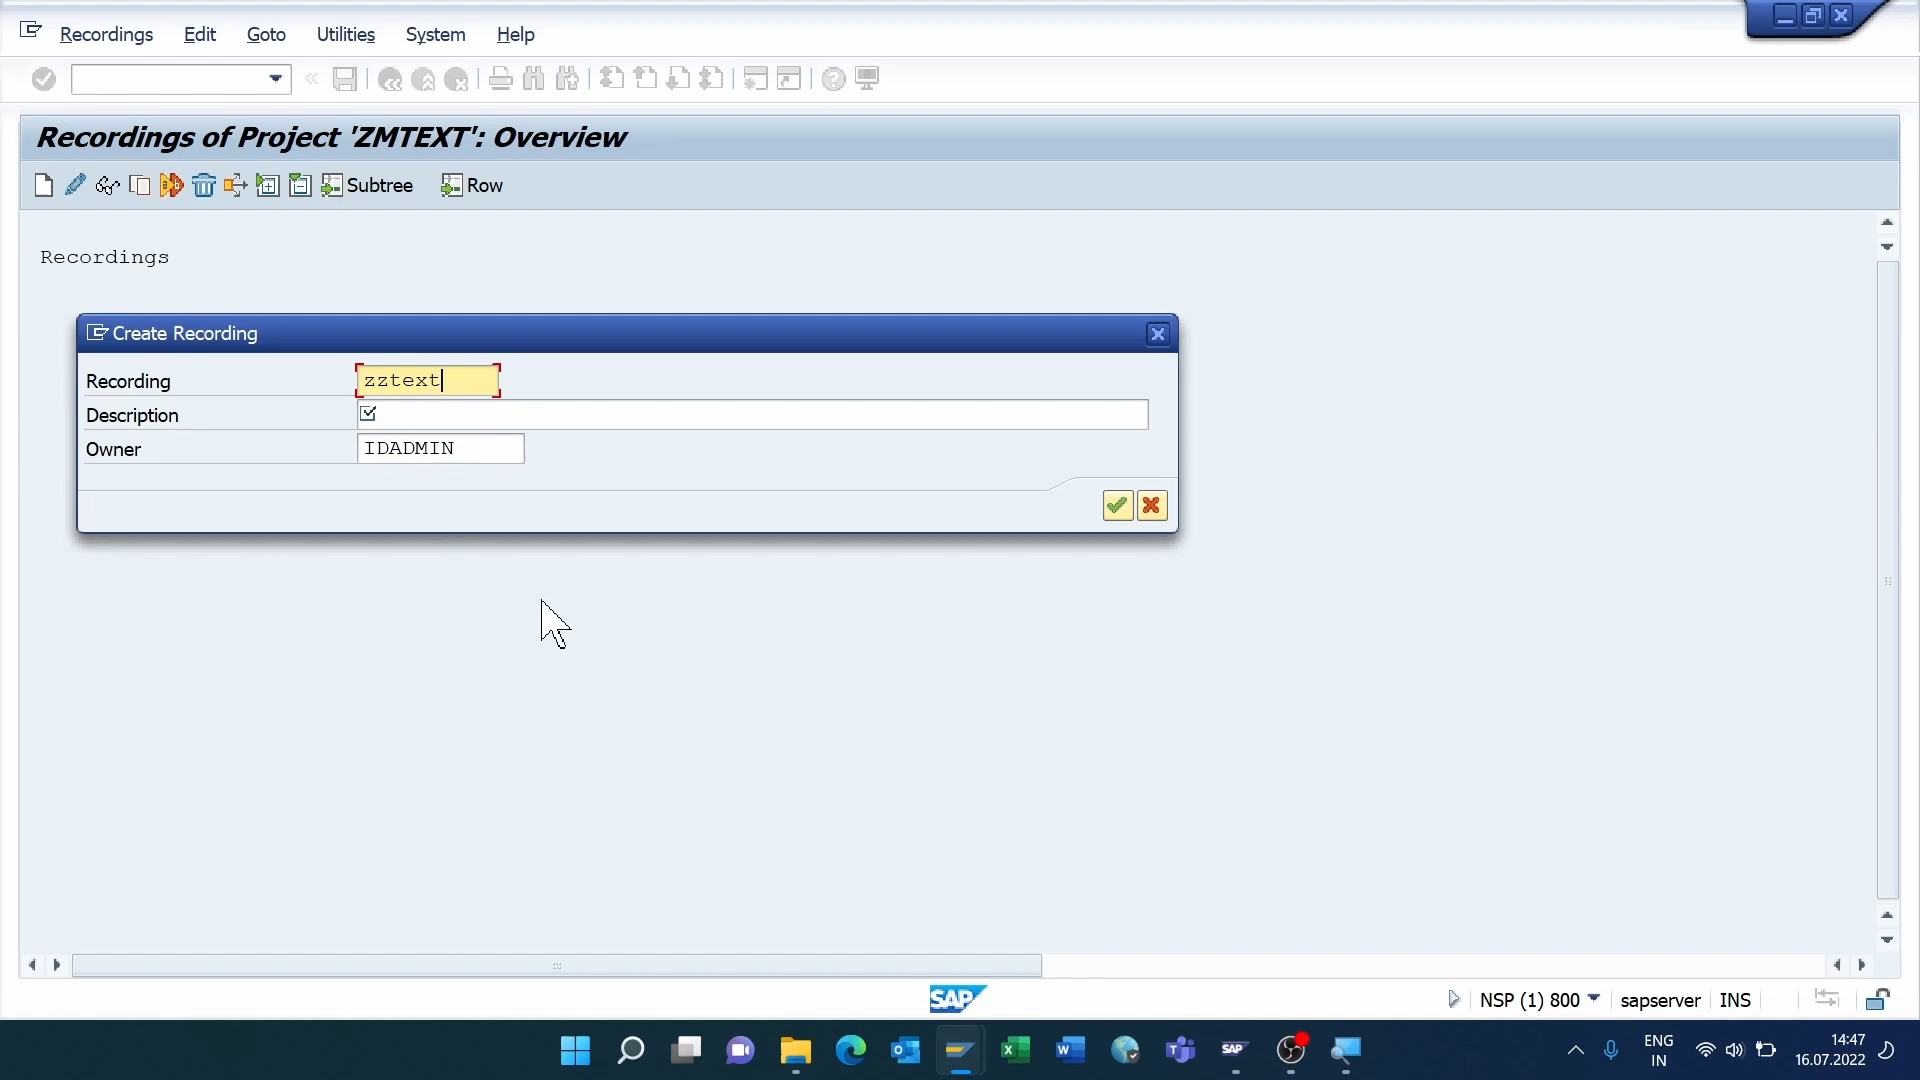 Recordings Edit Goto Utilities System Help
Recordings of Project 'ZMTEXT': Overview
Subtree Row
Recordings
Create Recording
Recording zztext
Description
Owner IDADMIN
SAP NSP (1) 800 sapserver INS
SAP
ENG
IN
14:47
16.07.2022